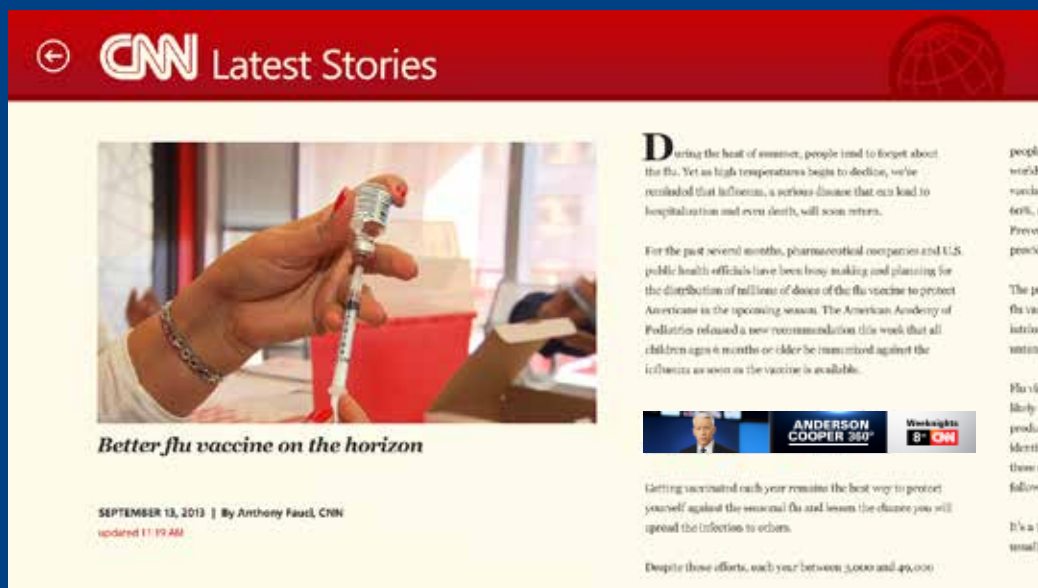 CNN Latest Stories
Better flu vaccine on the horizon
SEPTEMBER 13, 2013 | By Anthony Fauci, CNN
updated 11:19 AM
During the heat of summer, people tend to forget about
the flu. Yet as high temperatures begin to decline, we're
reminded that influenza, a serious disease that can lead to
hospitalization and even death, will soon return.
For the past several months, pharmaceutical companies and U.S.
public health officials have been busy making and planning for
the distribution of millions of doses of the flu vaccine to protect
Americans in the upcoming season. The American Academy of
Pediatrics released a new recommendation this week that all
children ages 6 months or older be immunized against the
influenza as soon as the vaccine is available.
ANDERSON
COOPER 360°
Weeknights
8 CNN
Getting vaccinated each year remains the best way to protect
yourself against the seasonal flu and lessen the chance you will
spread the infection to others.
Despite these efforts, each year between 3,000 and 49,000
60%,
The
It's a